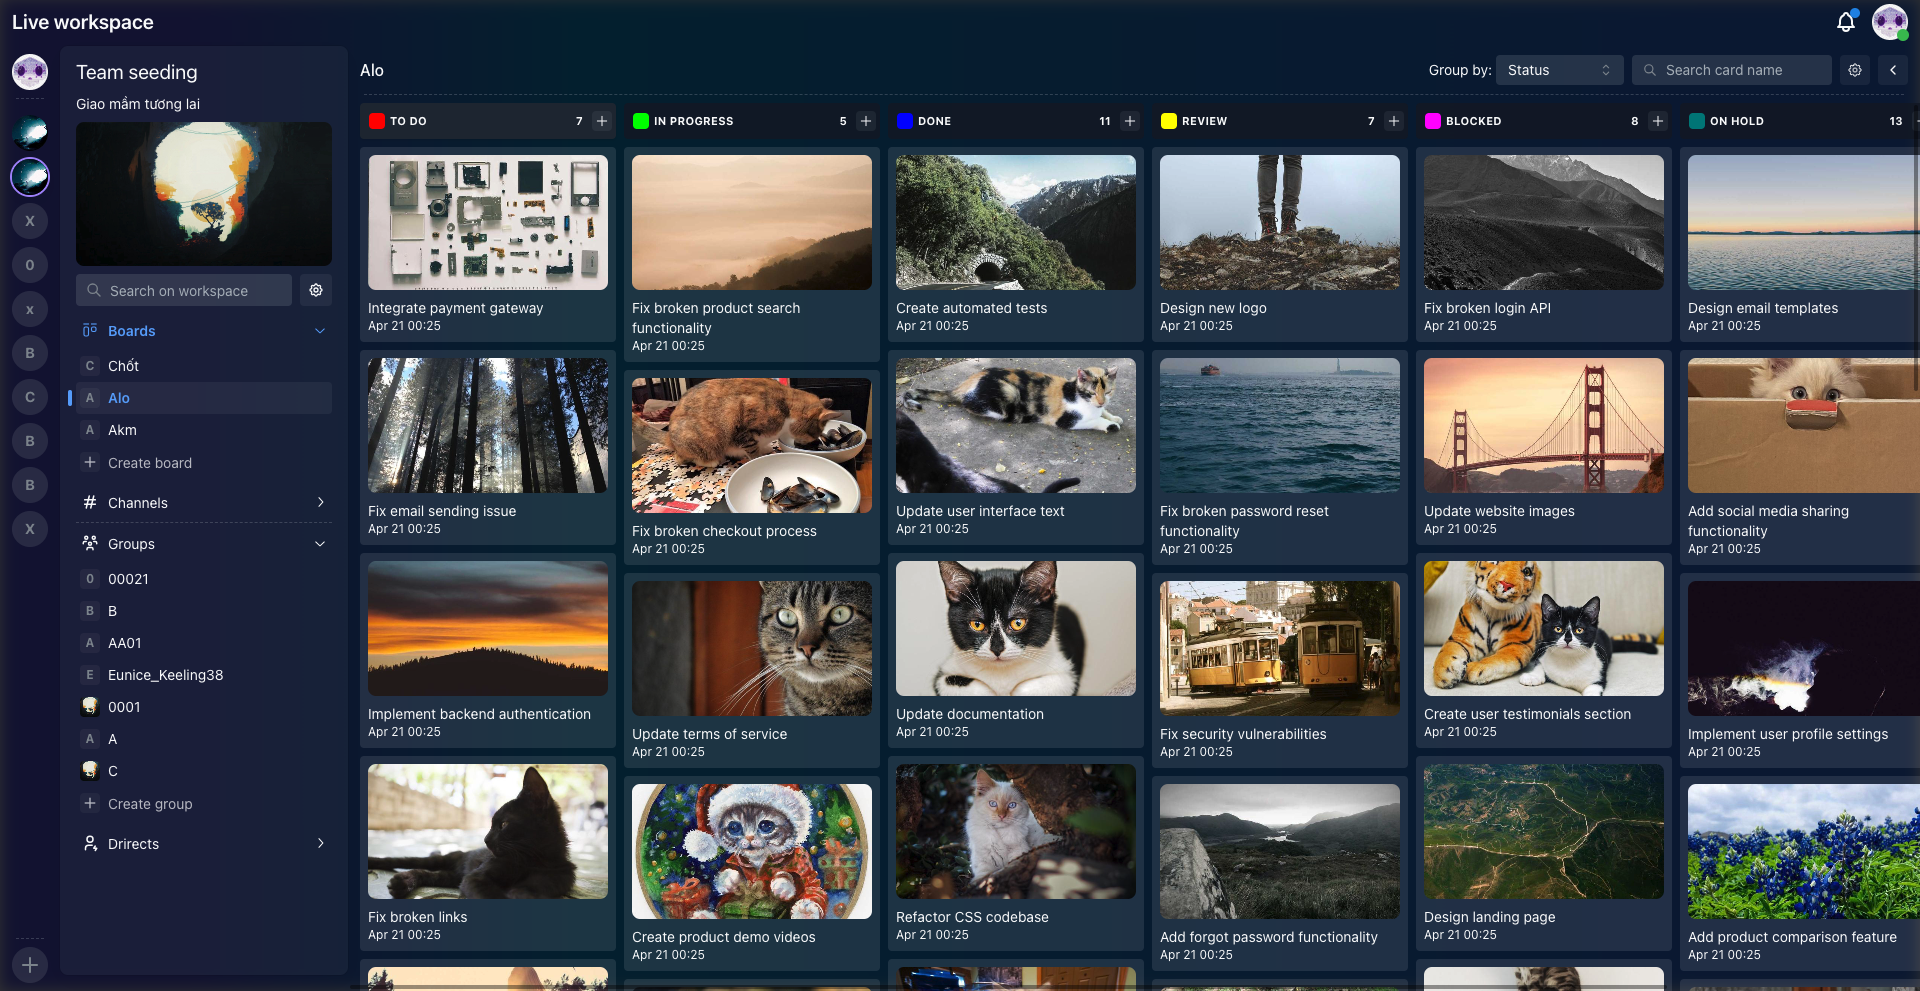 Live workspace
X
0
x
B
C
B
B
X
Team seeding
Giao mầm tương lai
Search on workspace
Boards
C Chốt
A Alo
A Akm
Create board
Channels
Groups
0 00021
B B
A AA01
E Eunice_Keeling38
0001
A A
C
Create group
Drirects
Alo
Group by: Status
Search card name
TO DO 7
Integrate payment gateway
Apr 21 00:25
Fix email sending issue
Apr 21 00:25
Implement backend authentication
Apr 21 00:25
Fix broken links
Apr 21 00:25
IN PROGRESS 5
Fix broken product search
functionality
Apr 21 00:25
Fix broken checkout process
Apr 21 00:25
Update terms of service
Apr 21 00:25
Create product demo videos
Apr 21 00:25
DONE 11
Create automated tests
Apr 21 00:25
Update user interface text
Apr 21 00:25
Update documentation
Apr 21 00:25
Refactor CSS codebase
Apr 21 00:25
REVIEW 7
Design new logo
Apr 21 00:25
Fix broken password reset
functionality
Apr 21 00:25
Fix security vulnerabilities
Apr 21 00:25
Add forgot password functionality
Apr 21 00:25
BLOCKED 8
Fix broken login API
Apr 21 00:25
Update website images
Apr 21 00:25
Create user testimonials section
Apr 21 00:25
Design landing page
Apr 21 00:25
ON HOLD 13
Design email templates
Apr 21 00:25
Add social media sharing
functionality
Apr 21 00:25
Implement user profile settings
Apr 21 00:25
Add product comparison feature
Apr 21 00:25